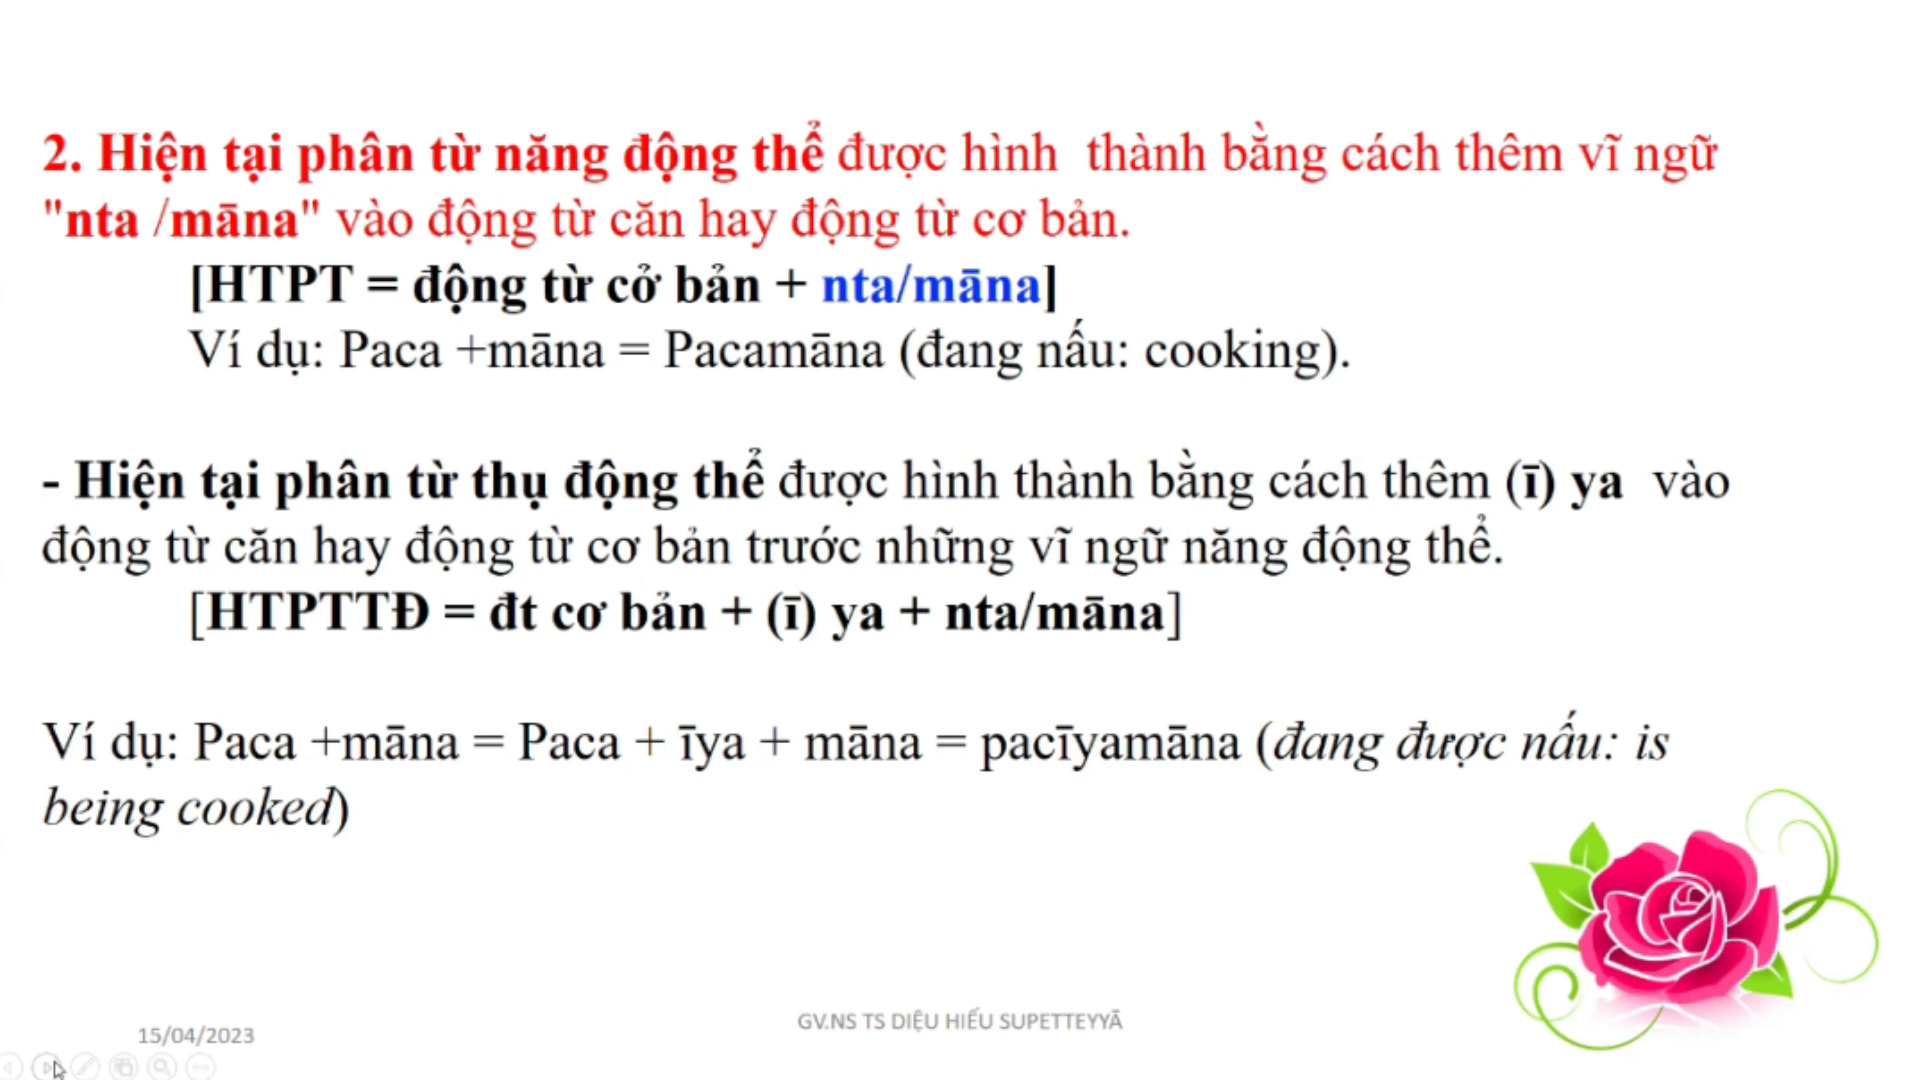 2. Hiện tại phân từ năng động thể được hình thành bằng cách thêm vĩ ngữ
"nta /māna" vào động từ căn hay động từ cơ bản.
[HTPT = động từ cở bản + nta/māna]
Ví dụ: Paca +māna = Pacamāna (đang nấu: cooking).
- Hiện tại phân từ thụ động thể được hình thành bằng cách thêm (ī) ya vào
động từ căn hay động từ cơ bản trước những vĩ ngữ năng động thể.
[HTPTTĐ = đt cơ bản + (ī) ya + nta/māna]
Ví dụ: Paca +māna = Paca + īya + māna = pacīyamāna (đang được nấu: is
being cooked)
GV.NS TS DIỆU HIẾU SUPETTEYYĀ
15/04/2023